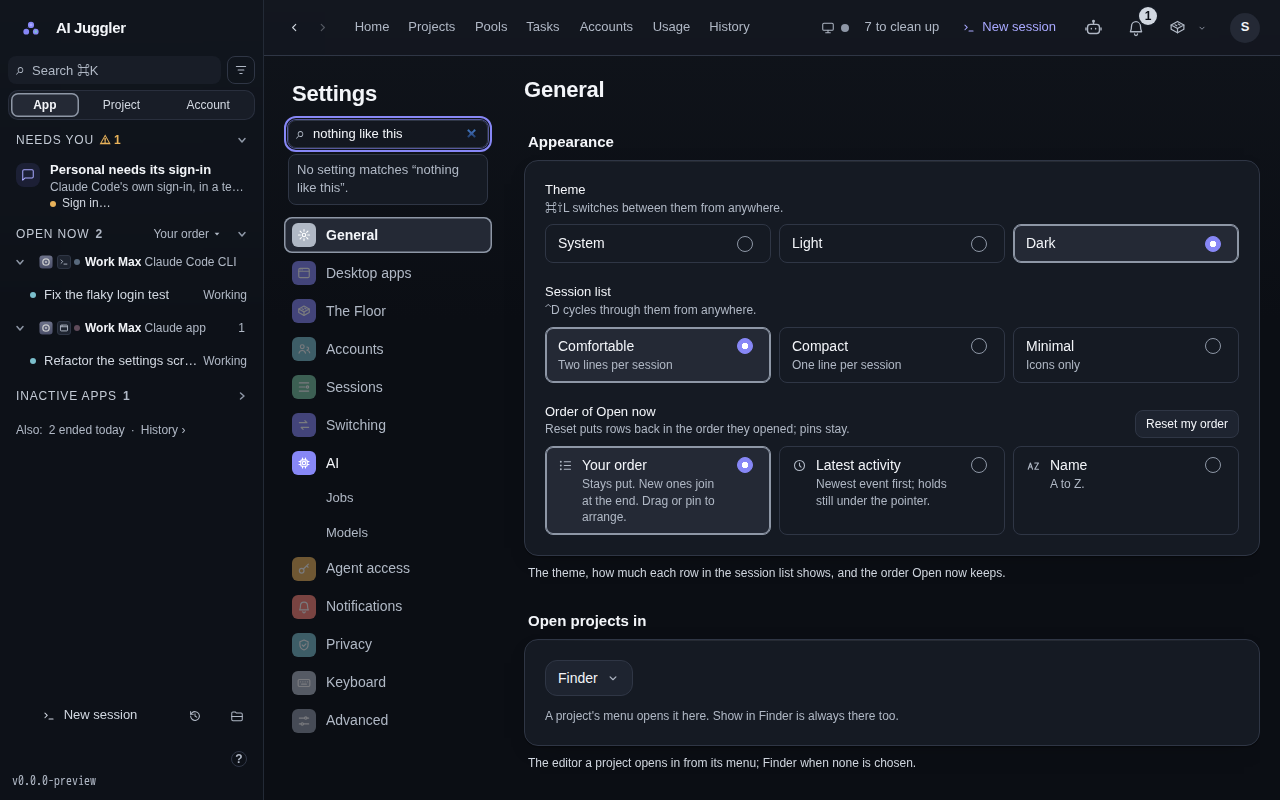 AI Juggler
Search ⌘K
App
Project
Account
NEEDS YOU 1
Personal needs its sign-in
Claude Code's own sign-in, in a te…
Sign in…
OPEN NOW 2
Your order
Work Max Claude Code CLI
Fix the flaky login test
Working
Work Max Claude app
1
Refactor the settings scr…
Working
INACTIVE APPS 1
Also: 2 ended today · History ›
New session
?
v0.0.0-preview
Home
Projects
Pools
Tasks
Accounts
Usage
History
7 to clean up
New session
1
S
Settings
nothing like this
No setting matches “nothing
like this”.
General
Desktop apps
The Floor
Accounts
Sessions
Switching
AI
Jobs
Models
Agent access
Notifications
Privacy
Keyboard
Advanced
General
Appearance
Theme
⌘⇧L switches between them from anywhere.
System
Light
Dark
Session list
⌃D cycles through them from anywhere.
Comfortable
Two lines per session
Compact
One line per session
Minimal
Icons only
Order of Open now
Reset puts rows back in the order they opened; pins stay.
Reset my order
Your order
Stays put. New ones join
at the end. Drag or pin to
arrange.
Latest activity
Newest event first; holds
still under the pointer.
AZ
Name
A to Z.
The theme, how much each row in the session list shows, and the order Open now keeps.
Open projects in
Finder
A project's menu opens it here. Show in Finder is always there too.
The editor a project opens in from its menu; Finder when none is chosen.